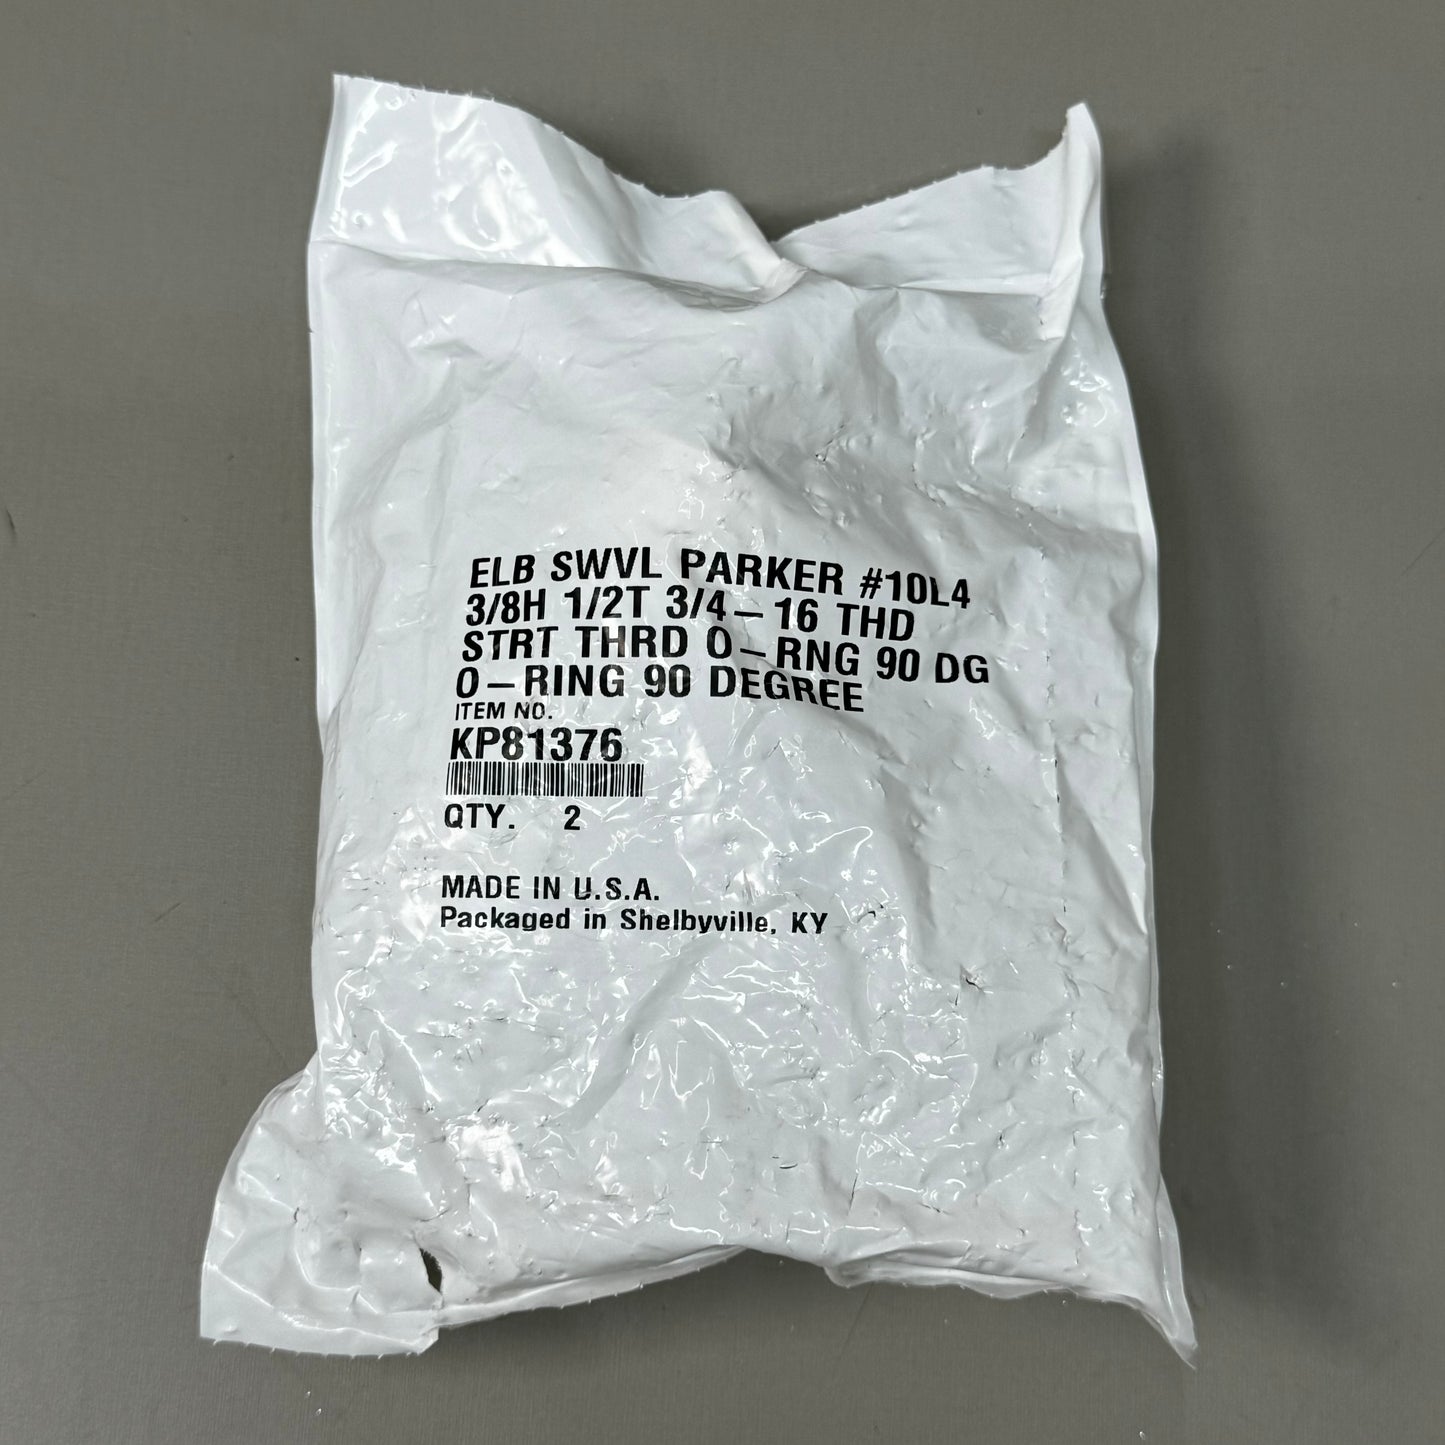 ELB SWVL PARKER #10L4
3/8H 1/2T 3/4-16 THD
STRT THRD O-RNG 90 DG
O-RING 90 DEGREE
ITEM NO.
KP81376
QTY. 2
MADE IN U.S.A.
Packaged in Shelbyville, KY